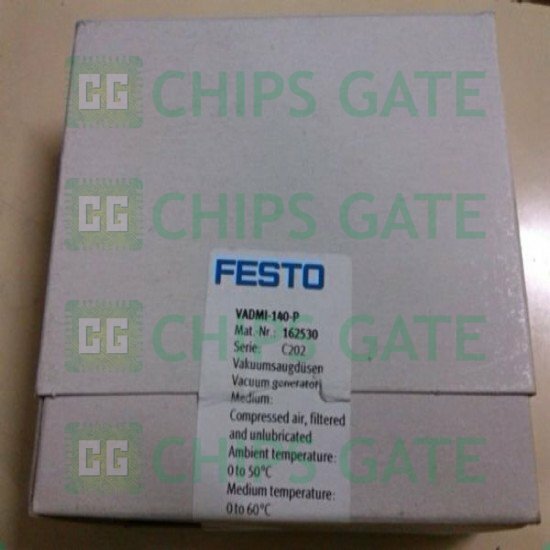 CG CHIPS GATE
CG CHIPS GATE
FESTO
VADMI-140-P
Mat.-Nr.: 162530
Serie: C202
Vakuumsaugdüsen
Vacuum generator
Medium:
Compressed air, filtered
and unlubricated
Ambient temperature:
0 to 50°C
Medium temperature:
0 to 60°C
CG CHIPS GATE
CG CHIPS GATE